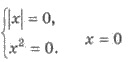 |x| = 0,
x² = 0.
x = 0